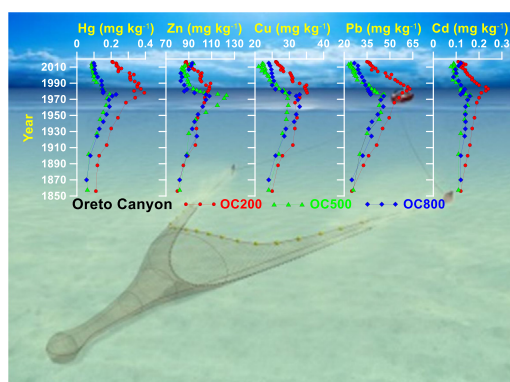 Hg (mg kg⁻¹) Zn (mg kg⁻¹) Cu (mg kg⁻¹) Pb (mg kg⁻¹) Cd (mg kg⁻¹)
0 0.2 0.4 70 90 110 130 20 30 40 20 35 50 65 0 0.1 0.2 0.3
2010
1990
1970
1950
1930
1910
1890
1870
1850
Year
Oreto Canyon OC200 OC500 OC800